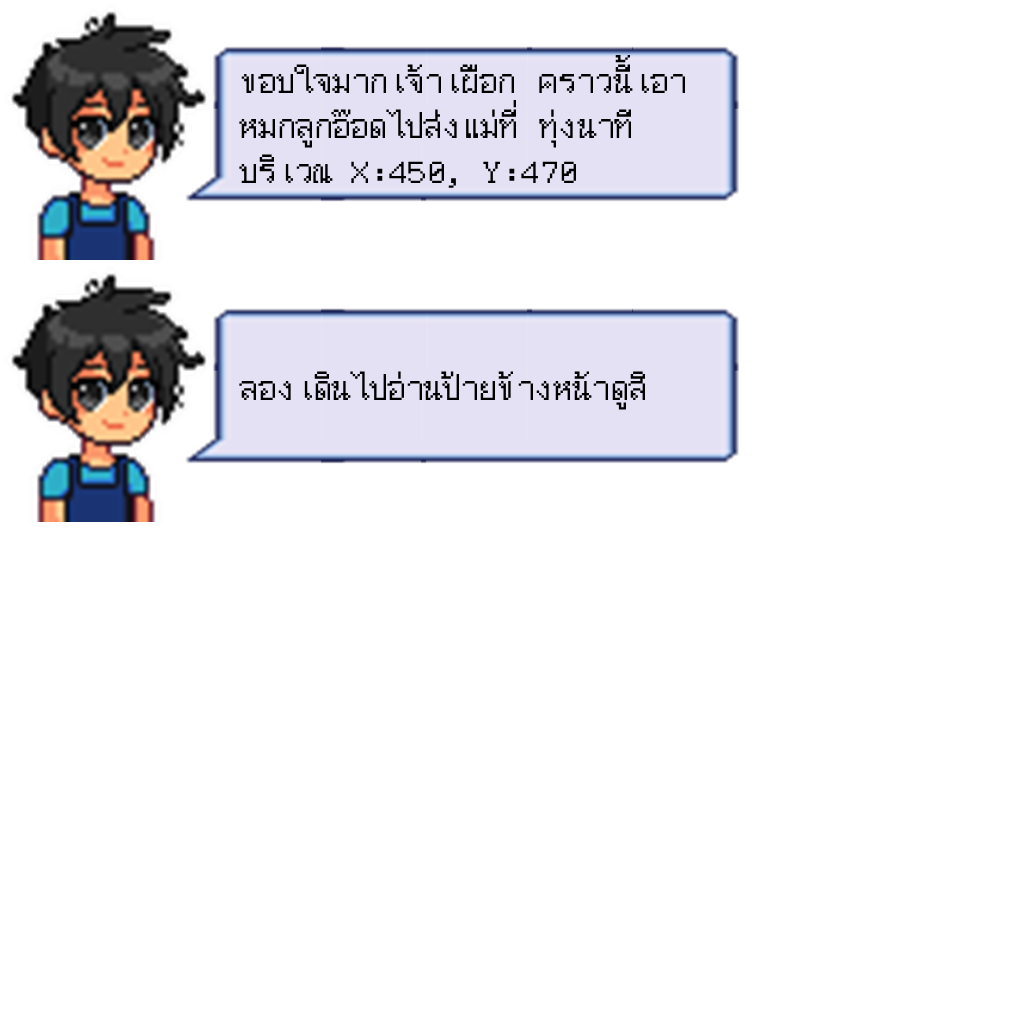 ขอบใจมากเจ้าเผือก คราวนี้เอา
หมกลูกอ๊อดไปส่งแม่ที่ ทุ่งนาที่
บริเวณ X:450, Y:470
ลองเดินไปอ่านป้ายข้างหน้าดูสิ